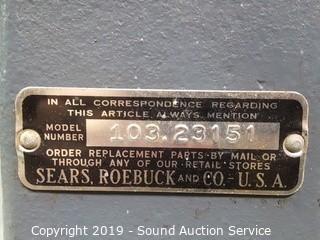 IN ALL CORRESPONDENCE REGARDING
THIS ARTICLE, ALWAYS MENTION
MODEL NUMBER 103.23151
ORDER REPLACEMENT PARTS BY MAIL OR
THROUGH ANY OF OUR RETAIL STORES
SEARS, ROEBUCK AND CO.-U.S.A.
Copyright 2019 - Sound Auction Service